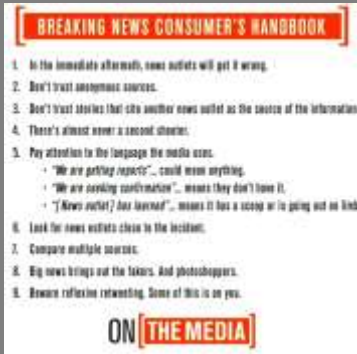 BREAKING NEWS CONSUMER'S HANDBOOK
1. In the immediate aftermath, news outlets will get it wrong.
2. Don't trust anonymous sources.
3. Don't trust stories that cite another news outlet as the source of the information.
4. There's almost never a second shooter.
5. Pay attention to the language the media uses.
• "We are getting reports"... could mean anything.
• "We are seeking confirmation"... means they don't have it.
• "[News outlet] has learned"... means it has a scoop or is going out on limb.
6. Look for news outlets close to the incident.
7. Compare multiple sources.
8. Big news brings out the fakers. And photoshoppers.
9. Beware reflexive retweeting. Some of this is on you.
ON [THE MEDIA]